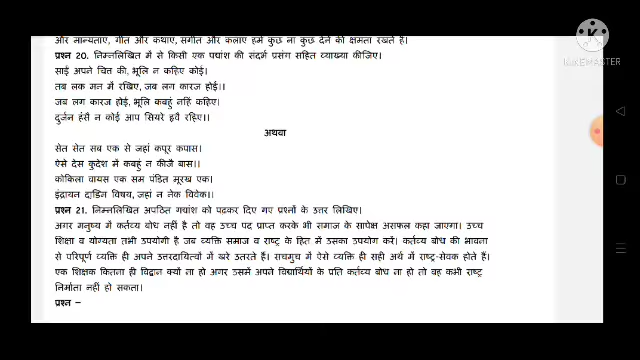 और मान्यताएं, गीत और कथाएं, संगीत और कलाएं हमें कुछ ना कुछ देने की क्षमता रखते हैं।
प्रश्न 20. निम्नलिखित में से किसी एक पद्यांश की संदर्भ प्रसंग सहित व्याख्या कीजिए।
साईं अपने चित्त की, भूलि न कहिए कोई।
तब लक मन में रखिए, जब लग कारज होई।।
जब लग कारज होई, भूलि कबहुं नहिं कहिए।
दुर्जन हंसै न कोई आप सियरे ह्वै रहिए।।
अथवा
सेत सेत सब एक से जहां कपूर कपास।
ऐसे देस कुदेश में कबहुं न कीजै बास।।
कोकिला वायस एक सम पंडित मूरख एक।
इंद्रायन दाडिम विषय, जहां न नेक विवेक।।
प्रश्न 21. निम्नलिखित अपठित गद्यांश को पढ़कर दिए गए प्रश्नों के उत्तर लिखिए।
अगर मनुष्य में कर्तव्य बोध नहीं है तो वह उच्च पद प्राप्त करके भी समाज के सापेक्ष असफल कहा जाएगा। उच्च
शिक्षा व योग्यता तभी उपयोगी है जब व्यक्ति समाज व राष्ट्र के हित में उसका उपयोग करें। कर्तव्य बोध की भावना
से परिपूर्ण व्यक्ति ही अपने उत्तरदायित्वों में खरे उतरते हैं। सचमुच में ऐसे व्यक्ति ही सही अर्थ में राष्ट्र-सेवक होते हैं।
एक शिक्षक कितना ही विद्वान क्यों ना हो अगर उसमें अपने विद्यार्थियों के प्रति कर्तव्य बोध ना हो तो वह कभी राष्ट्र
निर्माता नहीं हो सकता।
प्रश्न –
KINEMASTER